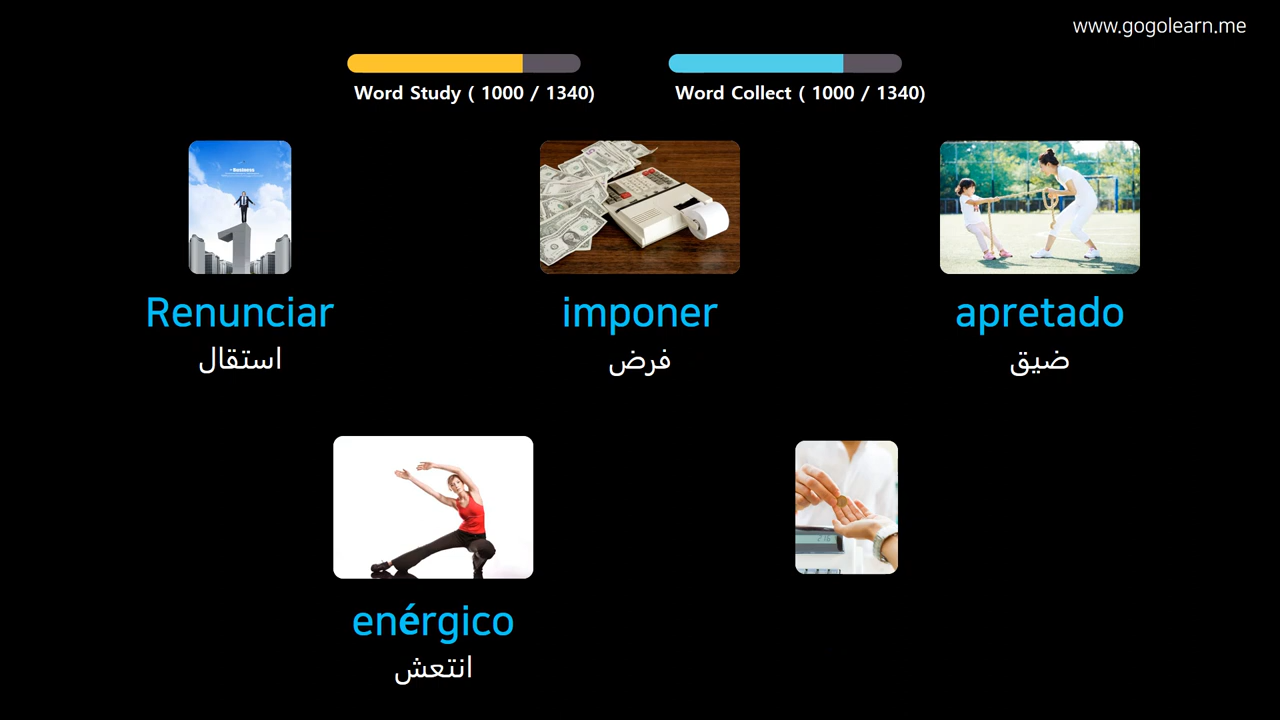 www.gogolearn.me
Word Study ( 1000 / 1340)
Word Collect ( 1000 / 1340)
Business
Renunciar
استقال
imponer
فرض
apretado
ضيق
enérgico
انتعش